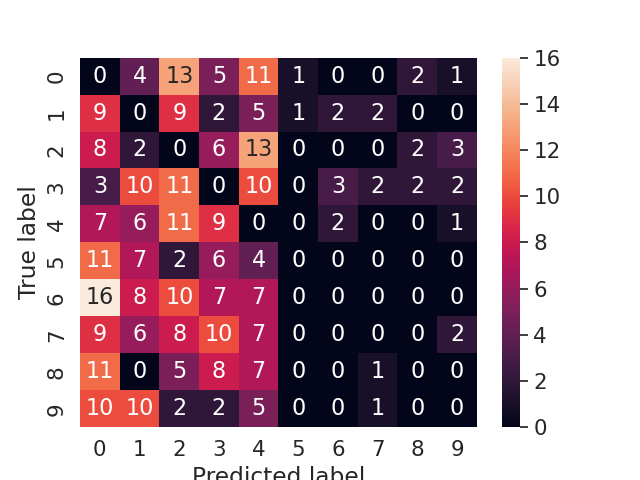 0 0 4 13 5 11 1 0 0 2 1
1 9 0 9 2 5 1 2 2 0 0
2 8 2 0 6 13 0 0 0 2 3
3 3 10 11 0 10 0 3 2 2 2
4 7 6 11 9 0 0 2 0 0 1
5 11 7 2 6 4 0 0 0 0 0
6 16 8 10 7 7 0 0 0 0 0
7 9 6 8 10 7 0 0 0 0 2
8 11 0 5 8 7 0 0 1 0 0
9 10 10 2 2 5 0 0 1 0 0
0 1 2 3 4 5 6 7 8 9
Predicted label
True label
16
14
12
10
8
6
4
2
0